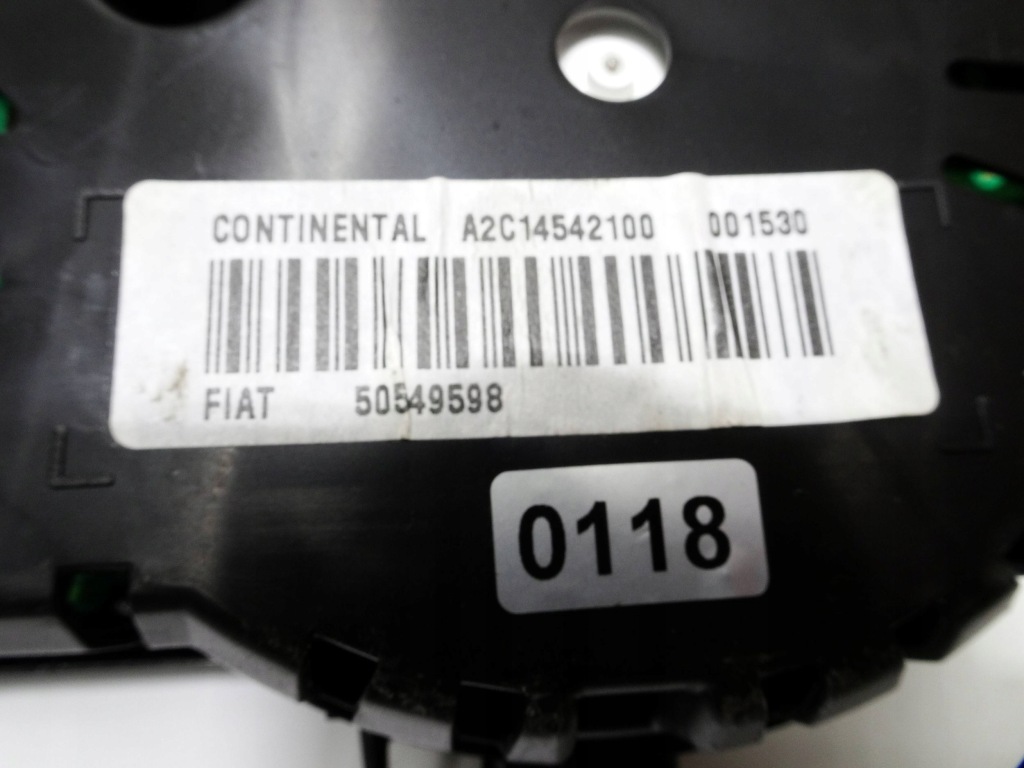 CONTINENTAL A2C14542100 001530
FIAT 50549598
0118